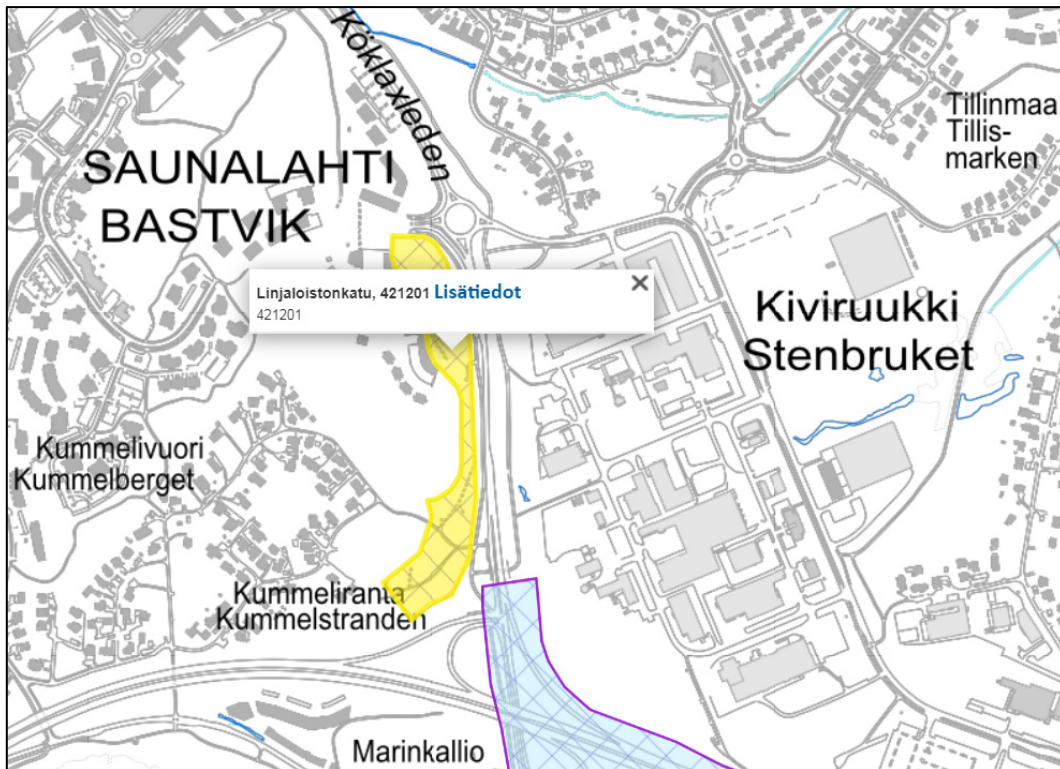 Köklaxleden
Tillinmaa
Tillis-
marken
SAUNALAHTI
BASTVIK
Linjaloistonkatu, 421201 Lisätiedot
421201
Kiviruukki
Stenbruket
Kummelivuori
Kummelberget
Kummeliranta
Kummelstranden
Marinkallio